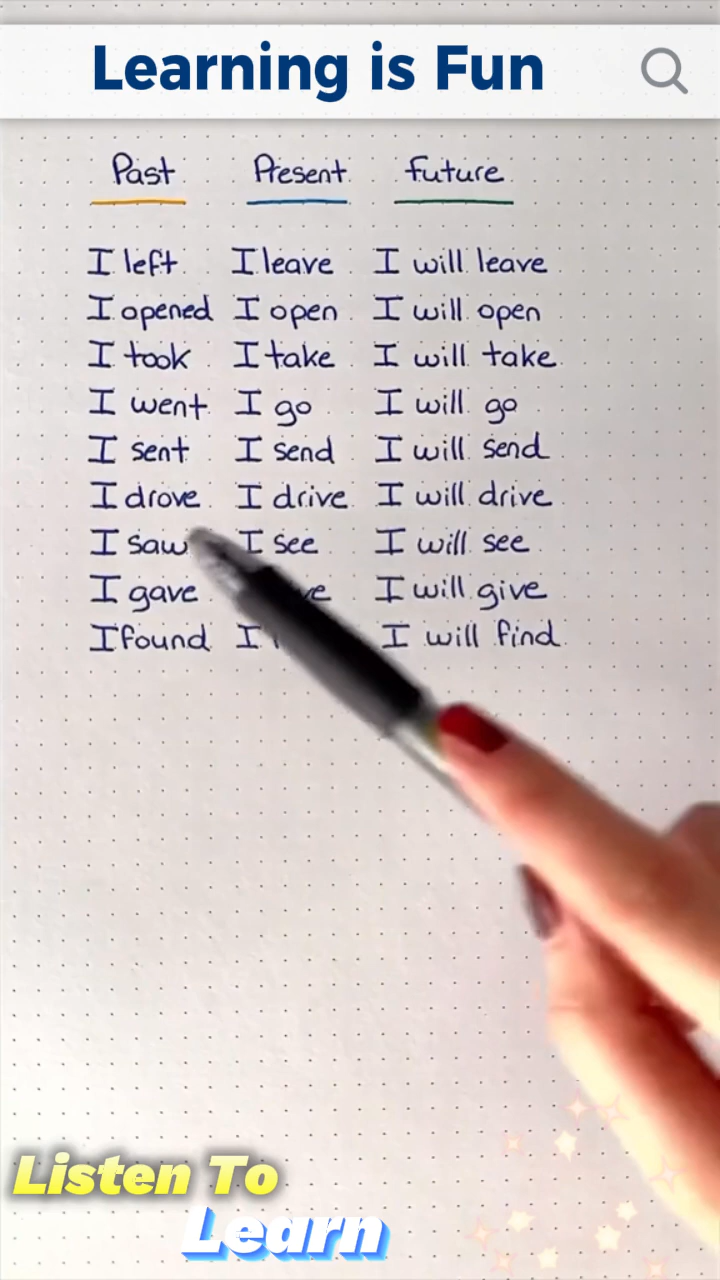 Learning is Fun
Past Present Future
I left I leave I will leave
I opened I open I will open
I took I take I will take
I went I go I will go
I sent I send I will send
I drove I drive I will drive
I saw I see I will see
I gave I will give
I found I I will find
Listen To
Learn